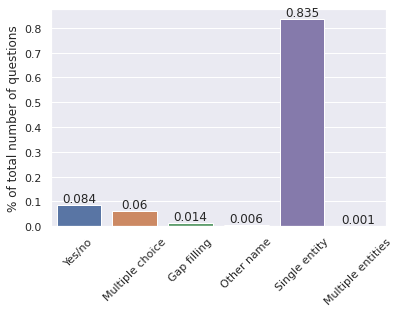 % of total number of questions
0.8
0.7
0.6
0.5
0.4
0.3
0.2
0.1
0.0
0.084
0.06
0.014
0.006
0.835
0.001
Yes/no
Multiple choice
Gap filling
Other name
Single entity
Multiple entities